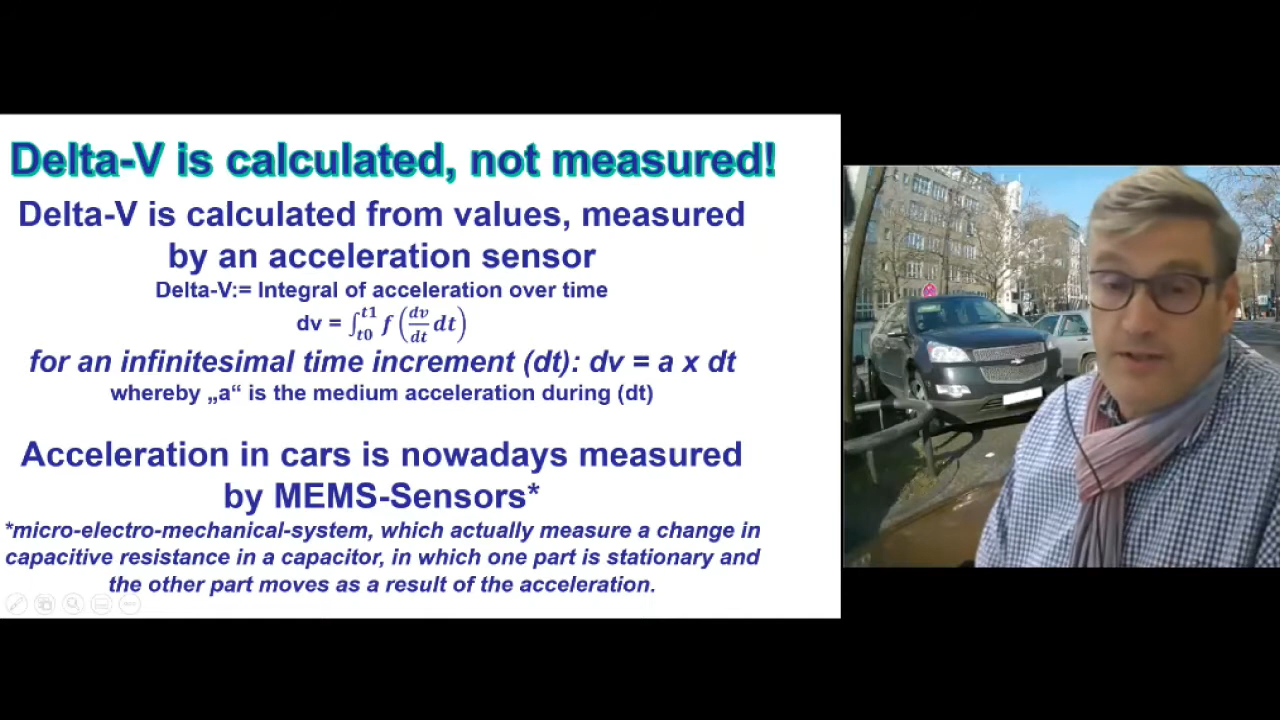 Delta-V is calculated, not measured!
Delta-V is calculated from values, measured
by an acceleration sensor
Delta-V:= Integral of acceleration over time
dv = ∫_{t0}^{t1} f (dv/dt dt)
for an infinitesimal time increment (dt): dv = a x dt
whereby „a“ is the medium acceleration during (dt)
Acceleration in cars is nowadays measured
by MEMS-Sensors*
*micro-electro-mechanical-system, which actually measure a change in
capacitive resistance in a capacitor, in which one part is stationary and
the other part moves as a result of the acceleration.